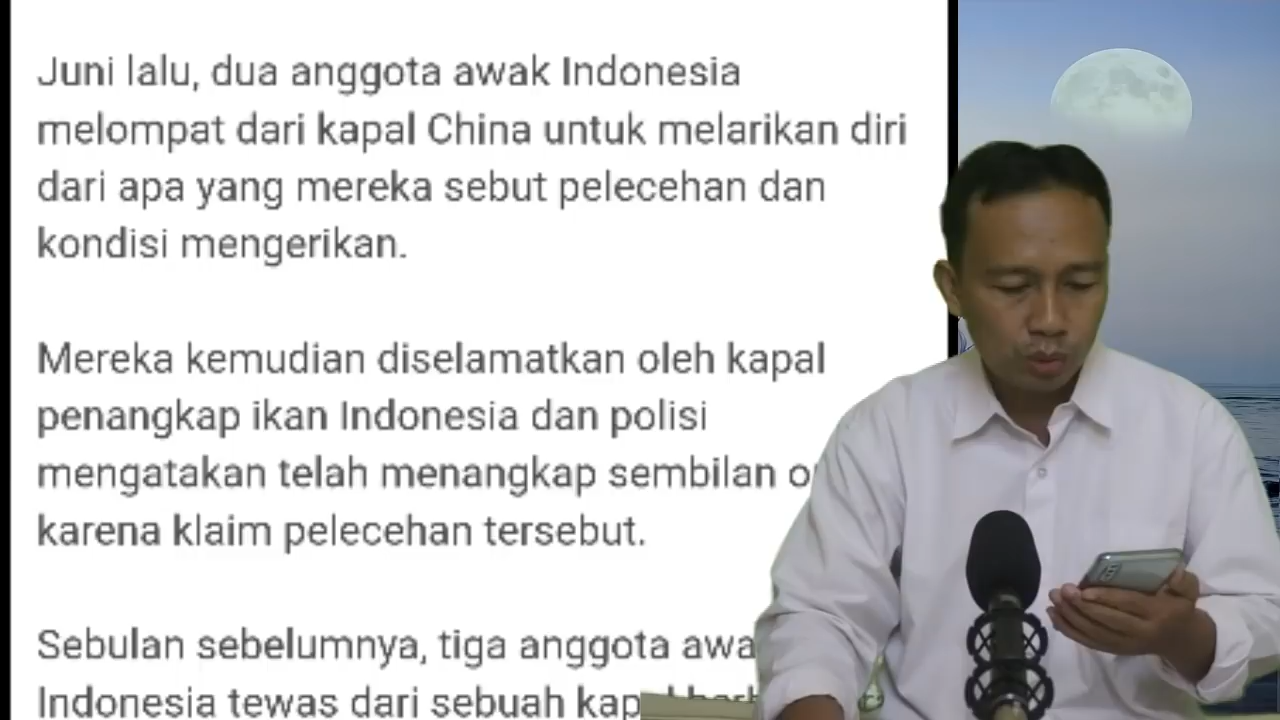 Juni lalu, dua anggota awak Indonesia
melompat dari kapal China untuk melarikan diri
dari apa yang mereka sebut pelecehan dan
kondisi mengerikan.
Mereka kemudian diselamatkan oleh kapal
penangkap ikan Indonesia dan polisi
mengatakan telah menangkap sembilan
karena klaim pelecehan tersebut.
Sebulan sebelumnya, tiga anggota
Indonesia tewas dari sebuah